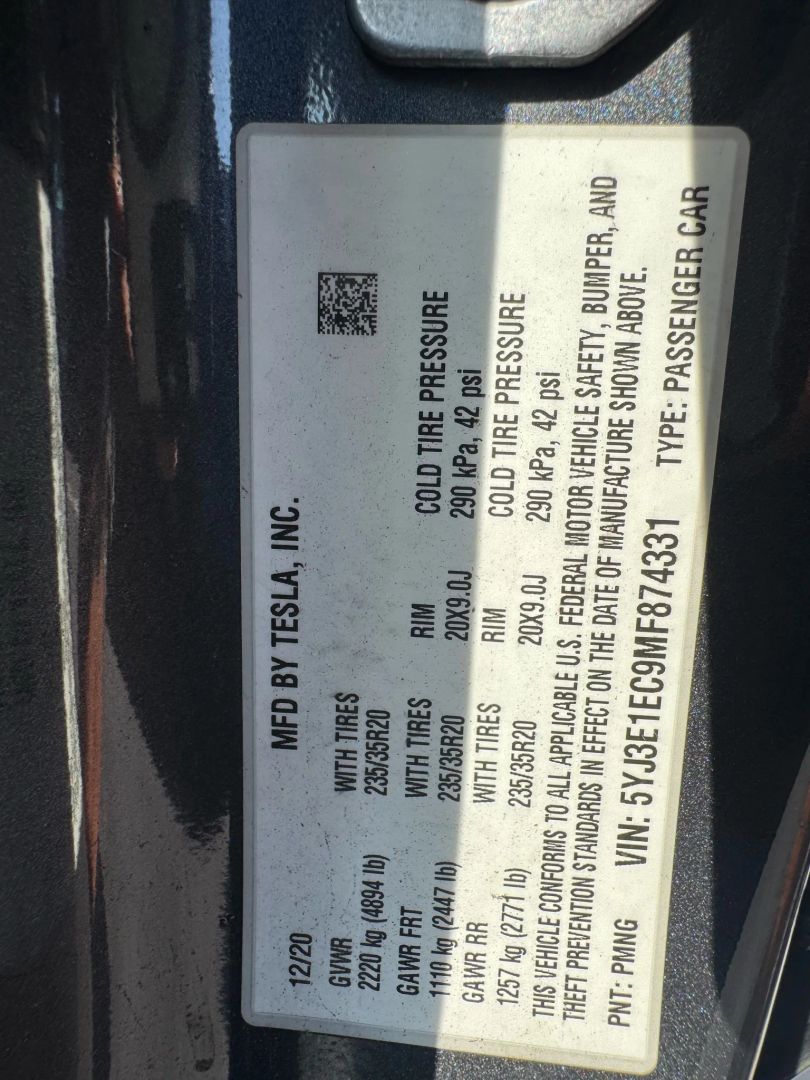 MFD BY TESLA, INC.
12/20
GVWR WITH TIRES
2220 kg (4894 lb) 235/35R20
GAWR FRT WITH TIRES RIM COLD TIRE PRESSURE
1110 kg (2447 lb) 235/35R20 20X9.0J 290 kPa, 42 psi
GAWR RR WITH TIRES RIM COLD TIRE PRESSURE
1257 kg (2771 lb) 235/35R20 20X9.0J 290 kPa, 42 psi
THIS VEHICLE CONFORMS TO ALL APPLICABLE U.S. FEDERAL MOTOR VEHICLE SAFETY, BUMPER, AND
THEFT PREVENTION STANDARDS IN EFFECT ON THE DATE OF MANUFACTURE SHOWN ABOVE.
PNT: PMNG VIN: 5YJ3E1EC9MF874331 TYPE: PASSENGER CAR